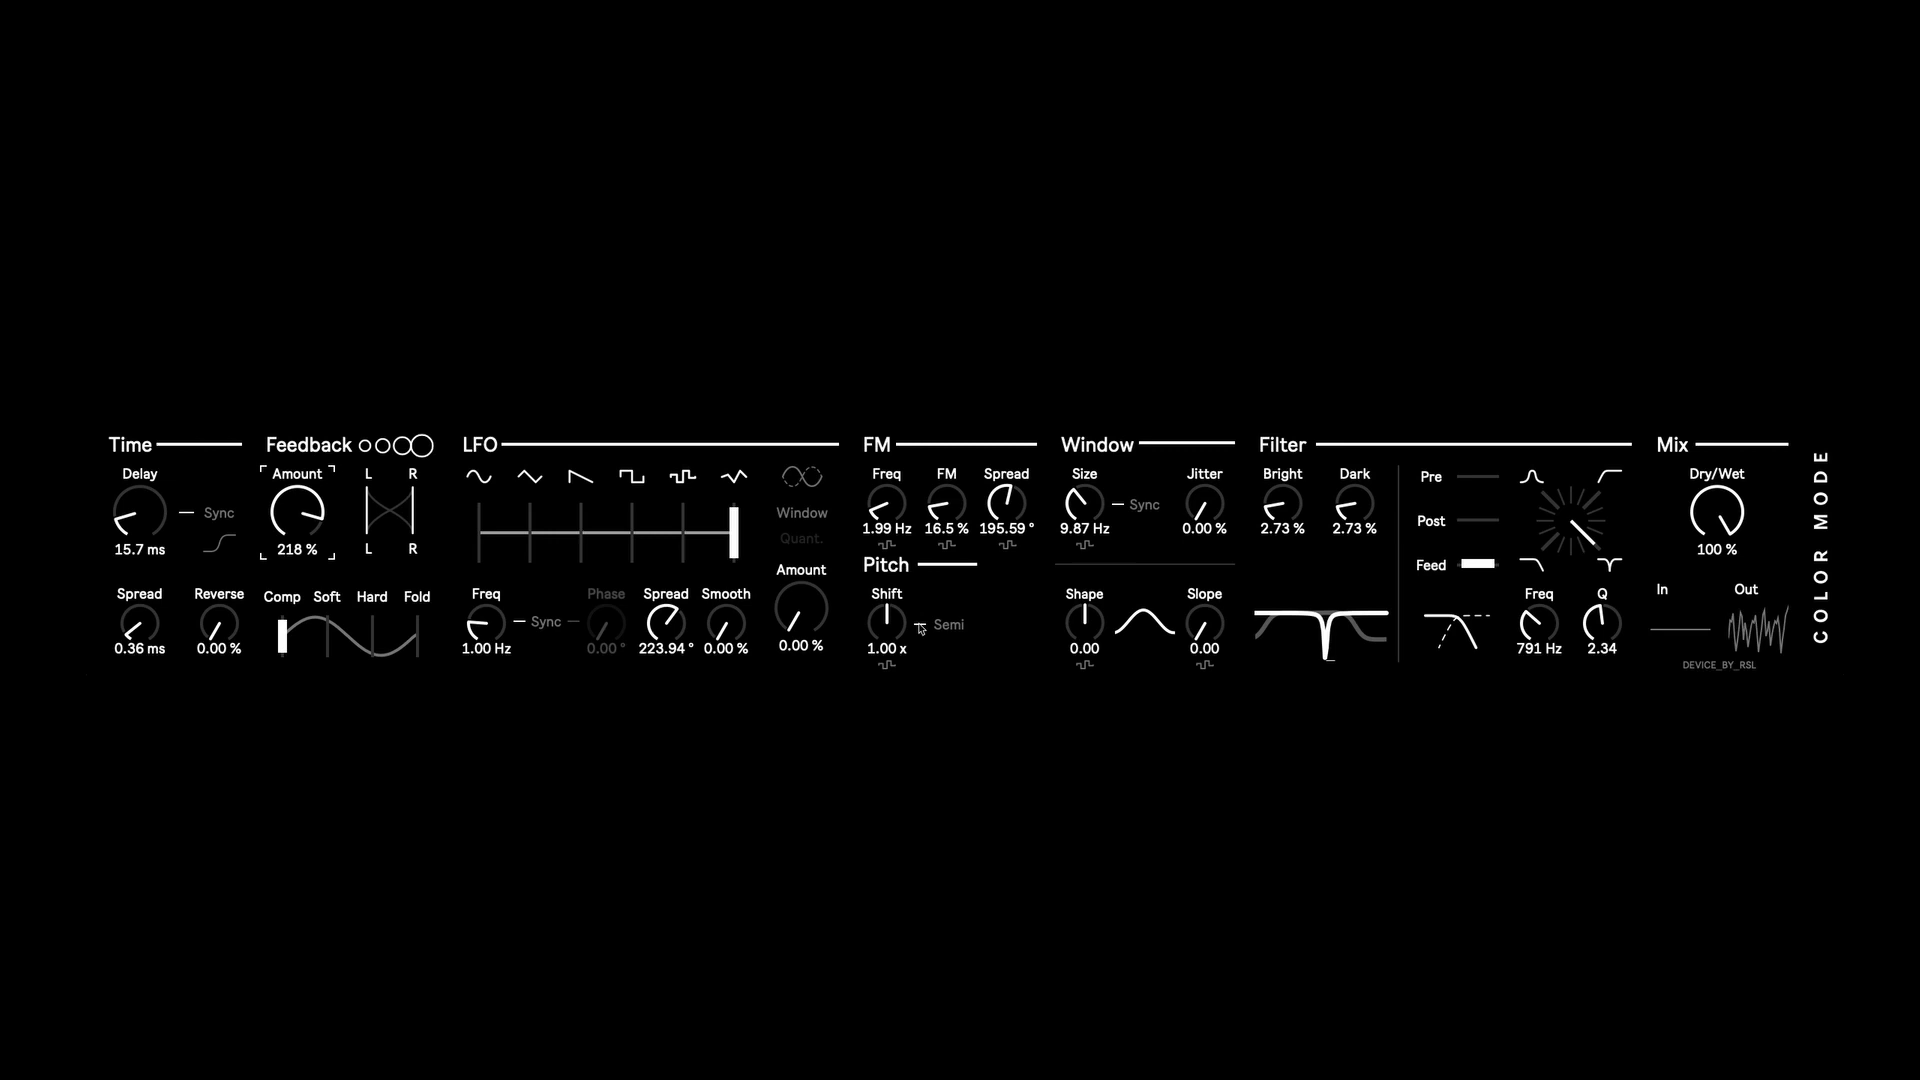 Time
Delay
Sync
15.7 ms
Spread
Reverse
0.36 ms
0.00 %
Feedback
Amount
L R
218 %
L R
Comp Soft Hard Fold
LFO
Window
Quant.
Amount
0.00 %
Freq
Sync
Phase
Spread
Smooth
1.00 Hz
0.00 °
223.94 °
0.00 %
FM
Freq
FM
Spread
1.99 Hz
16.5 %
195.59 °
Pitch
Shift
Semi
1.00 x
Window
Size
Sync
Jitter
9.87 Hz
0.00 %
Shape
Slope
0.00
0.00
Filter
Bright
Dark
2.73 %
2.73 %
Pre
Post
Feed
Freq
Q
791 Hz
2.34
Mix
Dry/Wet
100 %
In
Out
DEVICE_BY_RSL
COLOR MODE